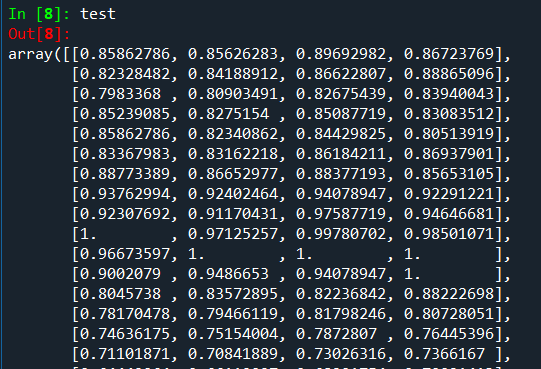 In [8]: test
Out[8]:
array([[0.85862786, 0.85626283, 0.89692982, 0.86723769],
[0.82328482, 0.84188912, 0.86622807, 0.88865096],
[0.7983368 , 0.80903491, 0.82675439, 0.83940043],
[0.85239085, 0.8275154 , 0.85087719, 0.83083512],
[0.85862786, 0.82340862, 0.84429825, 0.80513919],
[0.83367983, 0.83162218, 0.86184211, 0.86937901],
[0.88773389, 0.86652977, 0.88377193, 0.85653105],
[0.93762994, 0.92402464, 0.94078947, 0.92291221],
[0.92307692, 0.91170431, 0.97587719, 0.94646681],
[1.        , 0.97125257, 0.99780702, 0.98501071],
[0.96673597, 1.        , 1.        , 1.        ],
[0.9002079 , 0.9486653 , 0.94078947, 1.        ],
[0.8045738 , 0.83572895, 0.82236842, 0.88222698],
[0.78170478, 0.79466119, 0.81798246, 0.80728051],
[0.74636175, 0.75154004, 0.7872807 , 0.76445396],
[0.71101871, 0.70841889, 0.73026316, 0.7366167 ],